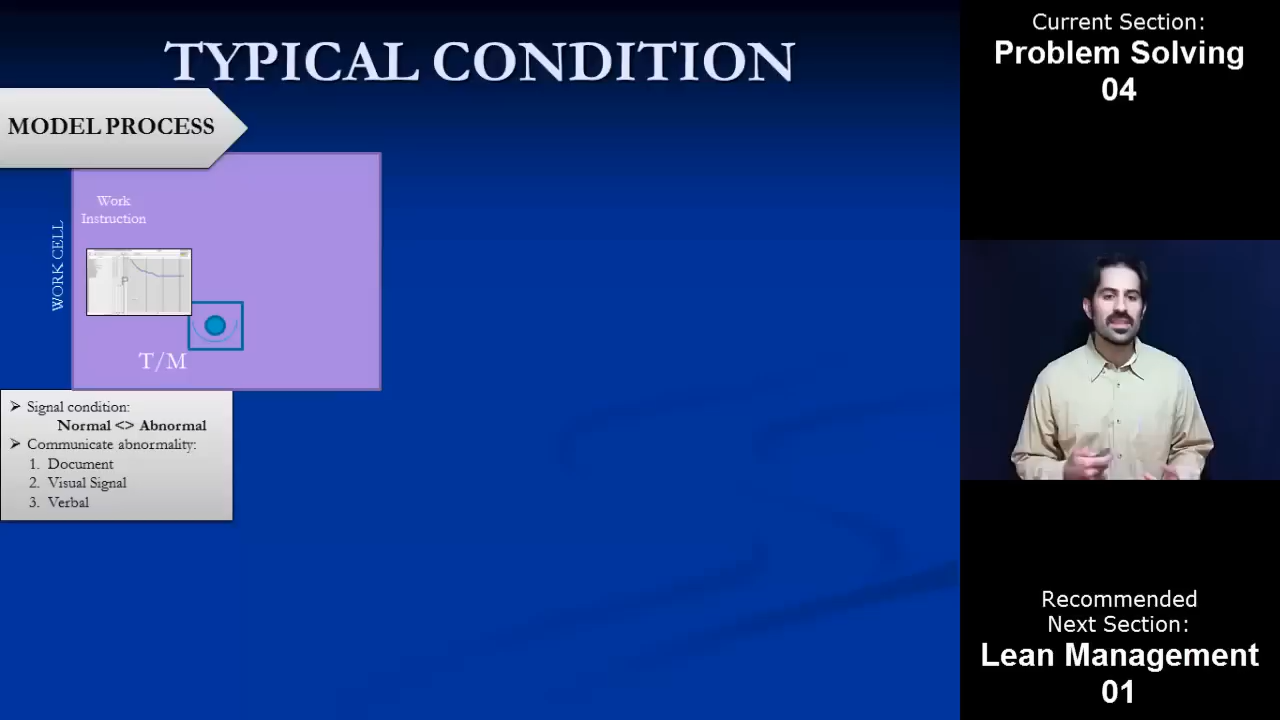 TYPICAL CONDITION
MODEL PROCESS
Work
Instruction
WORK CELL
T/M
➢ Signal condition:
Normal <> Abnormal
➢ Communicate abnormality:
1. Document
2. Visual Signal
3. Verbal
Current Section:
Problem Solving
04
Recommended
Next Section:
Lean Management
01